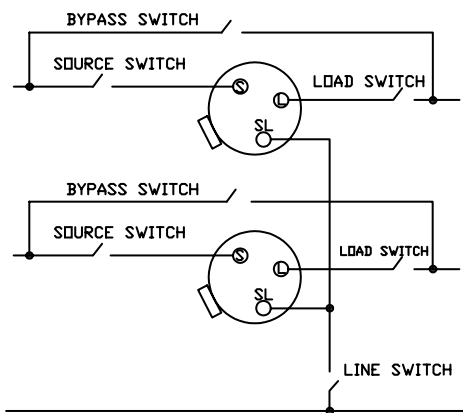 BYPASS SWITCH
SOURCE SWITCH
LOAD SWITCH
S
L
SL
BYPASS SWITCH
SOURCE SWITCH
LOAD SWITCH
S
L
SL
LINE SWITCH